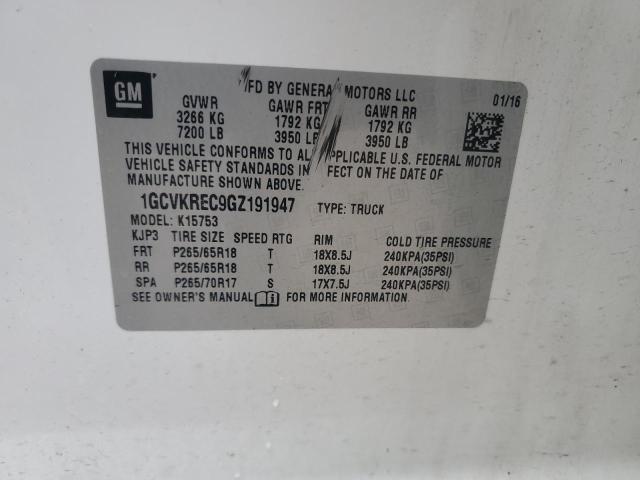 GM
MFD BY GENERAL MOTORS LLC 01/16
GVWR GAWR FRT GAWR RR
3266 KG 1792 KG 1792 KG
7200 LB 3950 LB 3950 LB
THIS VEHICLE CONFORMS TO ALL APPLICABLE U.S. FEDERAL MOTOR
VEHICLE SAFETY STANDARDS IN EFFECT ON THE DATE OF
MANUFACTURE SHOWN ABOVE.
1GCVKREC9GZ191947 TYPE: TRUCK
MODEL: K15753
KJP3 TIRE SIZE SPEED RTG RIM COLD TIRE PRESSURE
FRT P265/65R18 T 18X8.5J 240KPA(35PSI)
RR P265/65R18 T 18X8.5J 240KPA(35PSI)
SPA P265/70R17 S 17X7.5J 240KPA(35PSI)
SEE OWNER'S MANUAL FOR MORE INFORMATION.